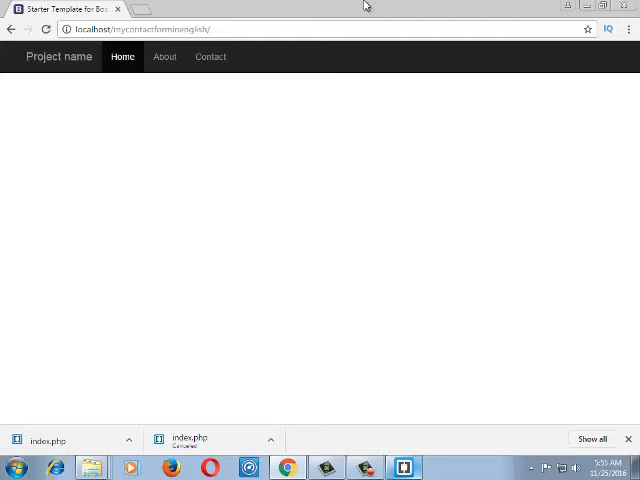 Starter Template for Boo
localhost/mycontactforminenglish/
Project name Home About Contact
index.php
index.php
Canceled
Show all
5:55 AM
11/25/2016